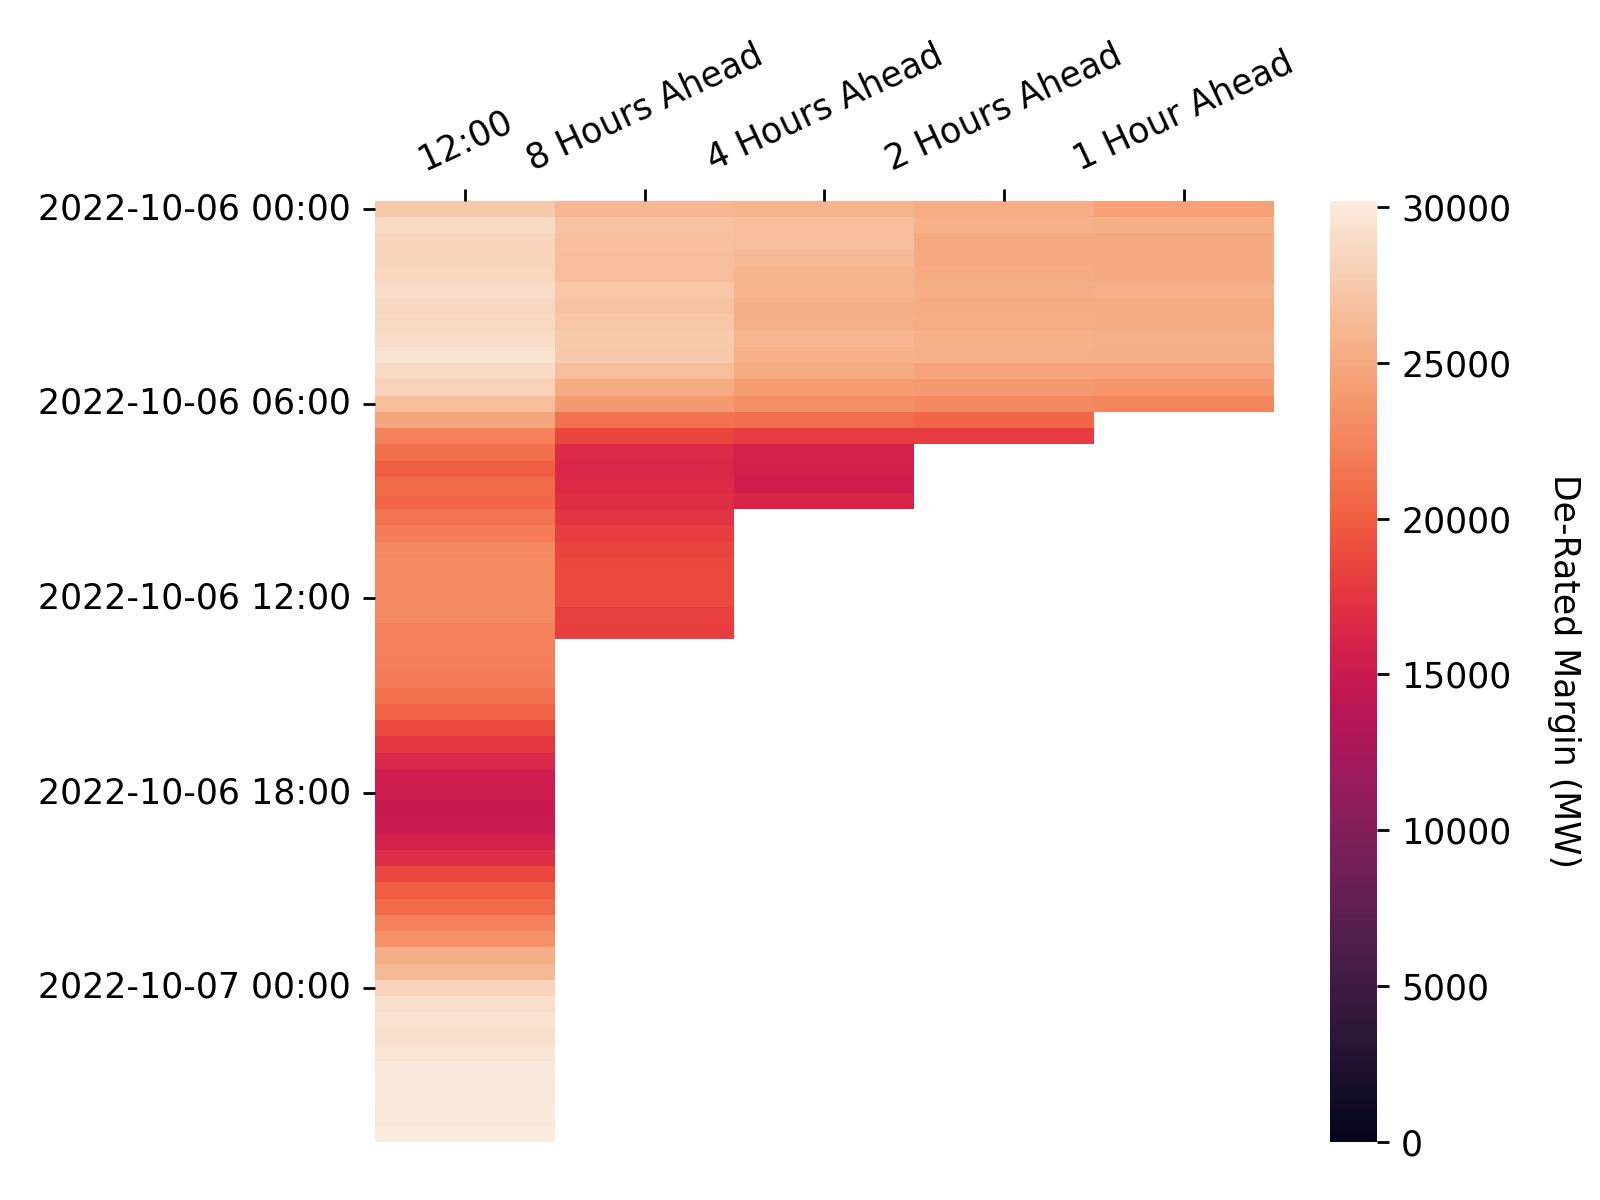 12:00
8 Hours Ahead
4 Hours Ahead
2 Hours Ahead
1 Hour Ahead
2022-10-06 00:00
2022-10-06 06:00
2022-10-06 12:00
2022-10-06 18:00
2022-10-07 00:00
30000
25000
20000
15000
10000
5000
0
De-Rated Margin (MW)